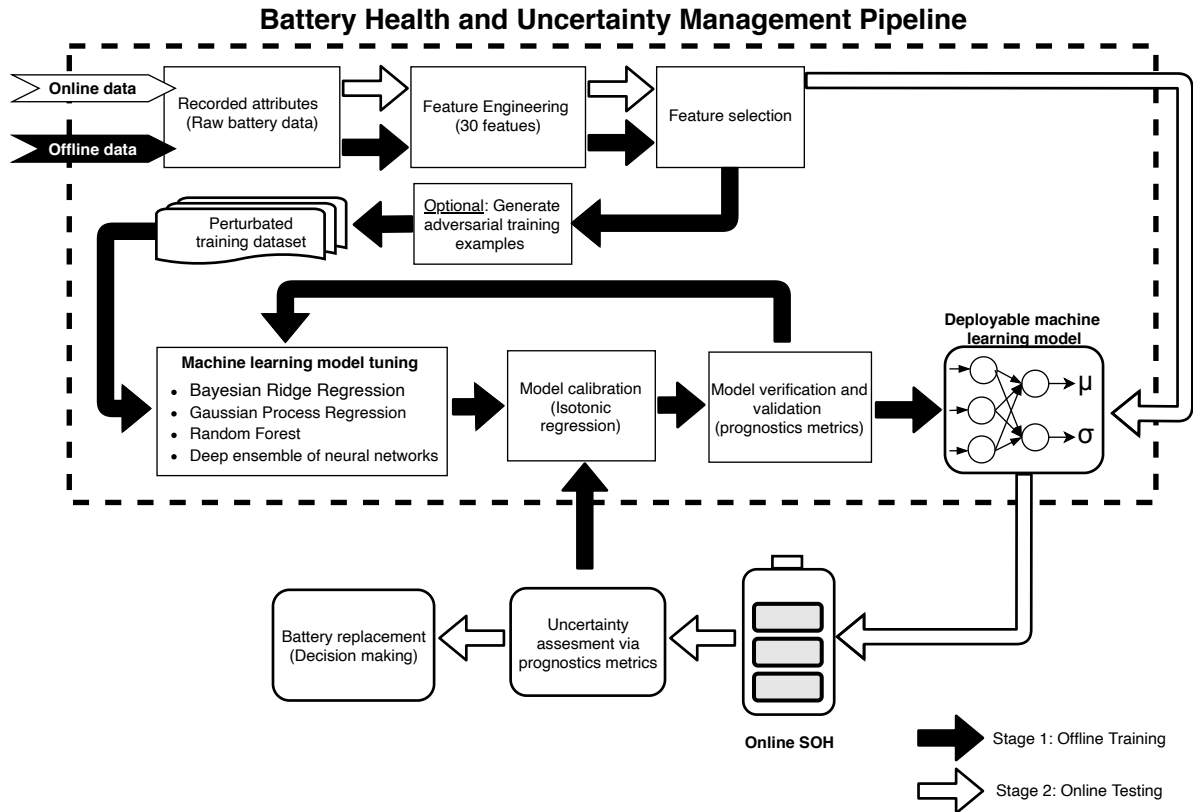 Battery Health and Uncertainty Management Pipeline
Online data
Offline data
Recorded attributes
(Raw battery data)
Feature Engineering
(30 featues)
Feature selection
Optional: Generate
adversarial training
examples
Perturbated
training dataset
Machine learning model tuning
• Bayesian Ridge Regression
• Gaussian Process Regression
• Random Forest
• Deep ensemble of neural networks
Model calibration
(Isotonic
regression)
Model verification and
validation
(prognostics metrics)
Deployable machine
learning model
μ
σ
Battery replacement
(Decision making)
Uncertainty
assesment via
prognostics metrics
Online SOH
Stage 1: Offline Training
Stage 2: Online Testing